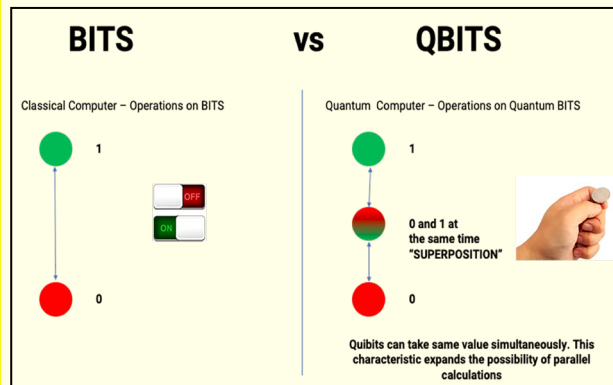 BITS vs QBITS
Classical Computer – Operations on BITS
1
OFF
ON
0
Quantum Computer – Operations on Quantum BITS
1
0 and 1 at
the same time
"SUPERPOSITION"
0
Quibits can take same value simultaneously. This
characteristic expands the possibility of parallel
calculations